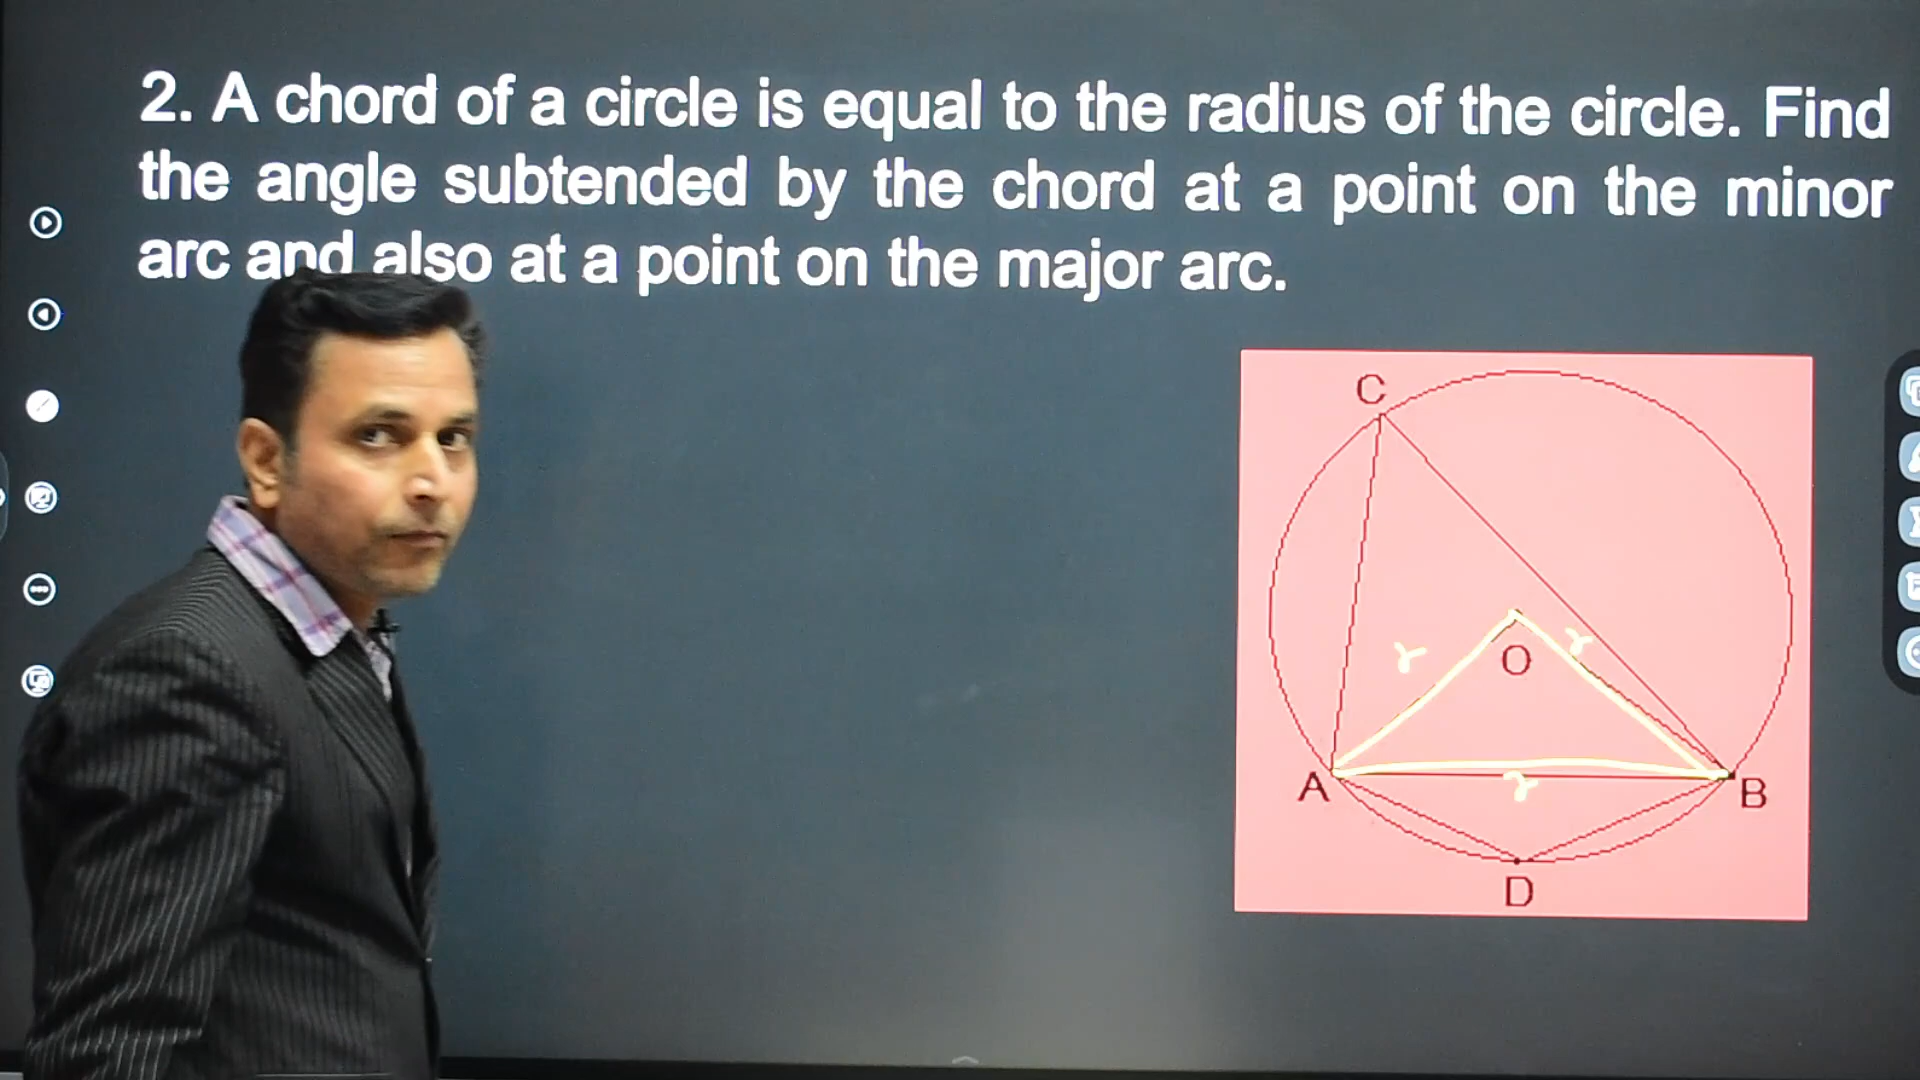 2. A chord of a circle is equal to the radius of the circle. Find
the angle subtended by the chord at a point on the minor
arc and also at a point on the major arc.
C
r
r
O
A
r
B
D